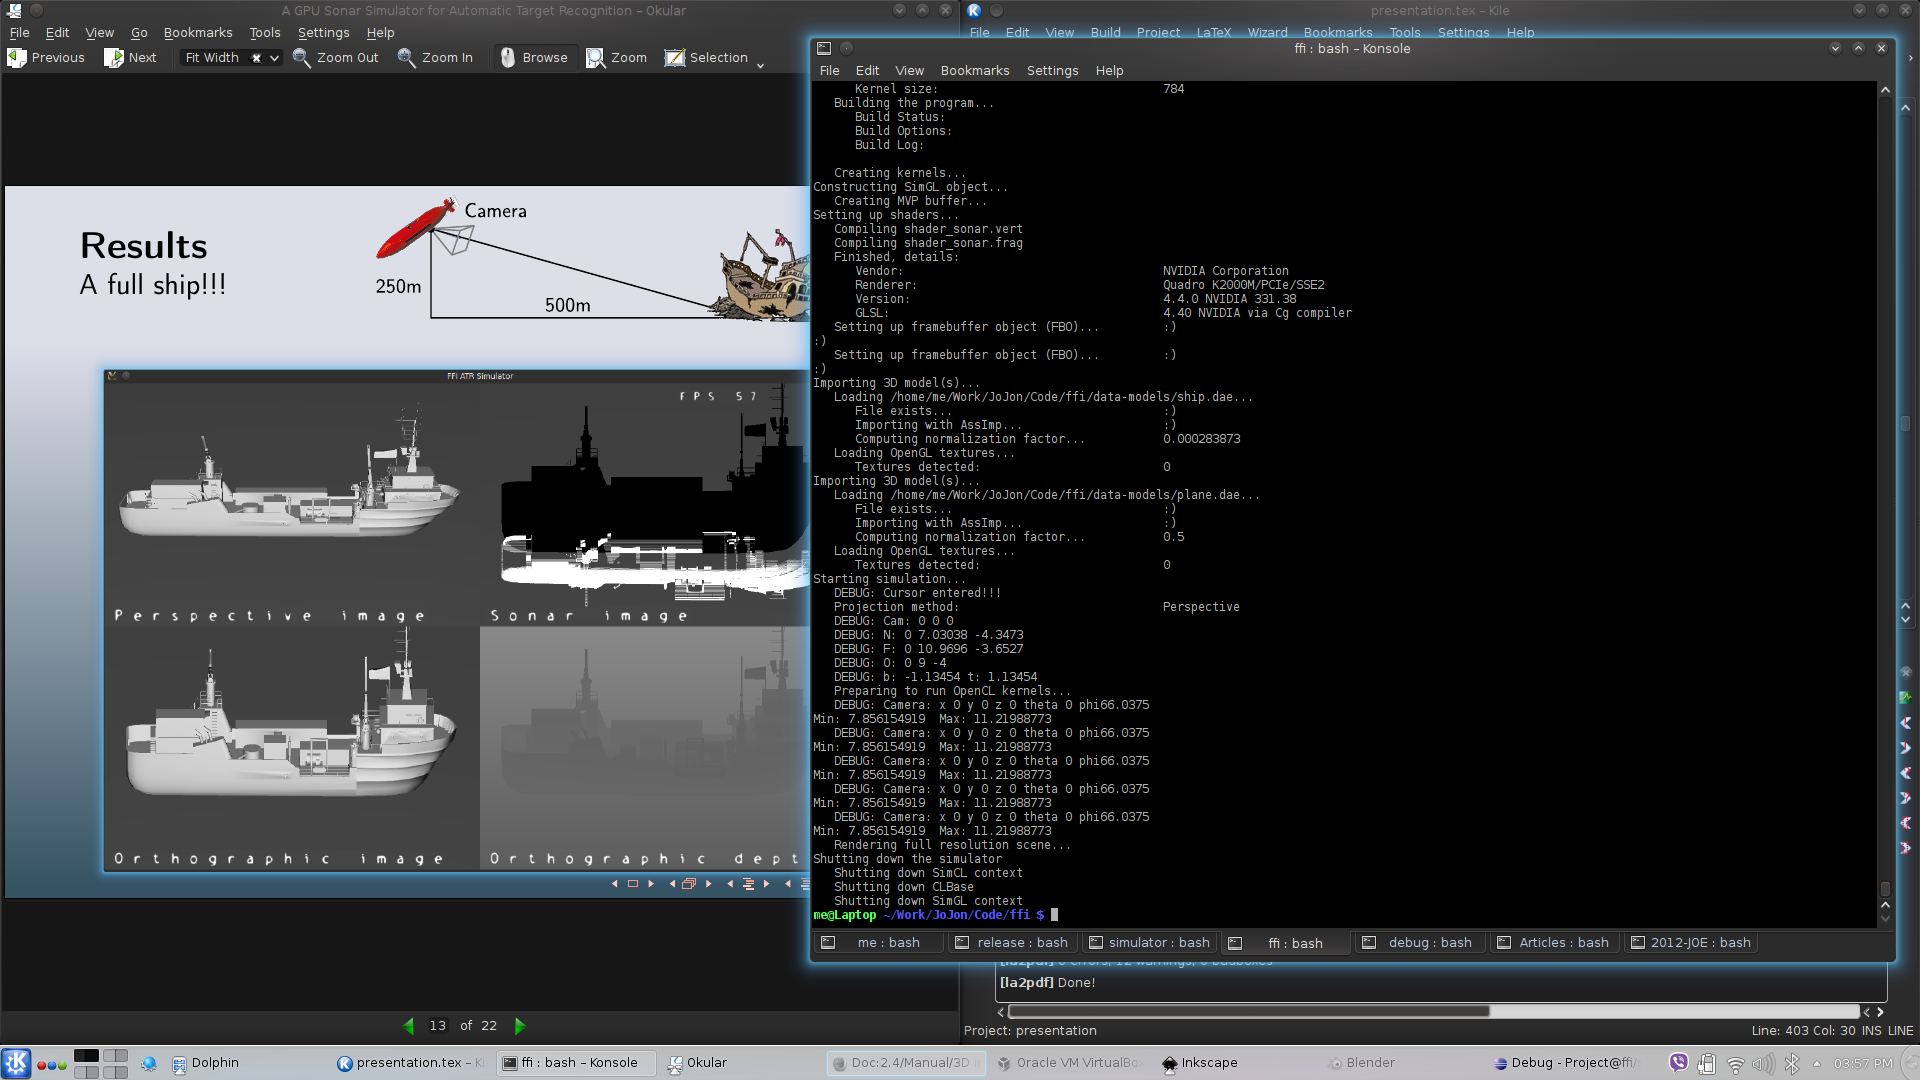 A GPU Sonar Simulator for Automatic Target Recognition – Okular
File Edit View Go Bookmarks Tools Settings Help
Previous Next Fit Width Zoom Out Zoom In Browse Zoom Selection
Results
A full ship!!!
Camera
250m
500m
FFI ATR Simulator
FPS 57
Perspective image
Sonar image
Orthographic image
Orthographic dept
13 of 22
presentation.tex – Kile
File Edit View Build Project LaTeX Wizard Bookmarks Tools Settings Help
ffi : bash – Konsole
File Edit View Bookmarks Settings Help
Kernel size: 784
Building the program...
Build Status:
Build Options:
Build Log:
Creating kernels...
Constructing SimGL object...
Creating MVP buffer...
Setting up shaders...
Compiling shader_sonar.vert
Compiling shader_sonar.frag
Finished, details:
Vendor: NVIDIA Corporation
Renderer: Quadro K2000M/PCIe/SSE2
Version: 4.4.0 NVIDIA 331.38
GLSL: 4.40 NVIDIA via Cg compiler
Setting up framebuffer object (FBO)... :)
:)
Setting up framebuffer object (FBO)... :)
:)
Importing 3D model(s)...
Loading /home/me/Work/JoJon/Code/ffi/data-models/ship.dae...
File exists... :)
Importing with AssImp... :)
Computing normalization factor... 0.000283873
Loading OpenGL textures...
Textures detected: 0
Importing 3D model(s)...
Loading /home/me/Work/JoJon/Code/ffi/data-models/plane.dae...
File exists... :)
Importing with AssImp... :)
Computing normalization factor... 0.5
Loading OpenGL textures...
Textures detected: 0
Starting simulation...
DEBUG: Cursor entered!!!
Projection method: Perspective
DEBUG: Cam: 0 0 0
DEBUG: N: 0 7.03038 -4.3473
DEBUG: F: 0 10.9696 -3.6527
DEBUG: O: 0 9 -4
DEBUG: b: -1.13454 t: 1.13454
Preparing to run OpenCL kernels...
DEBUG: Camera: x 0 y 0 z 0 theta 0 phi66.0375
Min: 7.856154919 Max: 11.21988773
DEBUG: Camera: x 0 y 0 z 0 theta 0 phi66.0375
Min: 7.856154919 Max: 11.21988773
DEBUG: Camera: x 0 y 0 z 0 theta 0 phi66.0375
Min: 7.856154919 Max: 11.21988773
DEBUG: Camera: x 0 y 0 z 0 theta 0 phi66.0375
Min: 7.856154919 Max: 11.21988773
DEBUG: Camera: x 0 y 0 z 0 theta 0 phi66.0375
Min: 7.856154919 Max: 11.21988773
Rendering full resolution scene...
Shutting down the simulator
Shutting down SimCL context
Shutting down CLBase
Shutting down SimGL context
me@Laptop ~/Work/JoJon/Code/ffi $
me : bash release : bash simulator : bash ffi : bash debug : bash Articles : bash 2012-JOE : bash
[la2pdf] 0 errors, 12 warnings, 0 badboxes
[la2pdf] Done!
Project: presentation Line: 403 Col: 30 INS LINE
Dolphin presentation.tex – Ki ffi : bash – Konsole Okular Doc:2.4/Manual/3D i Oracle VM VirtualBox Inkscape Blender Debug - Project@ffi/ 03:57 PM